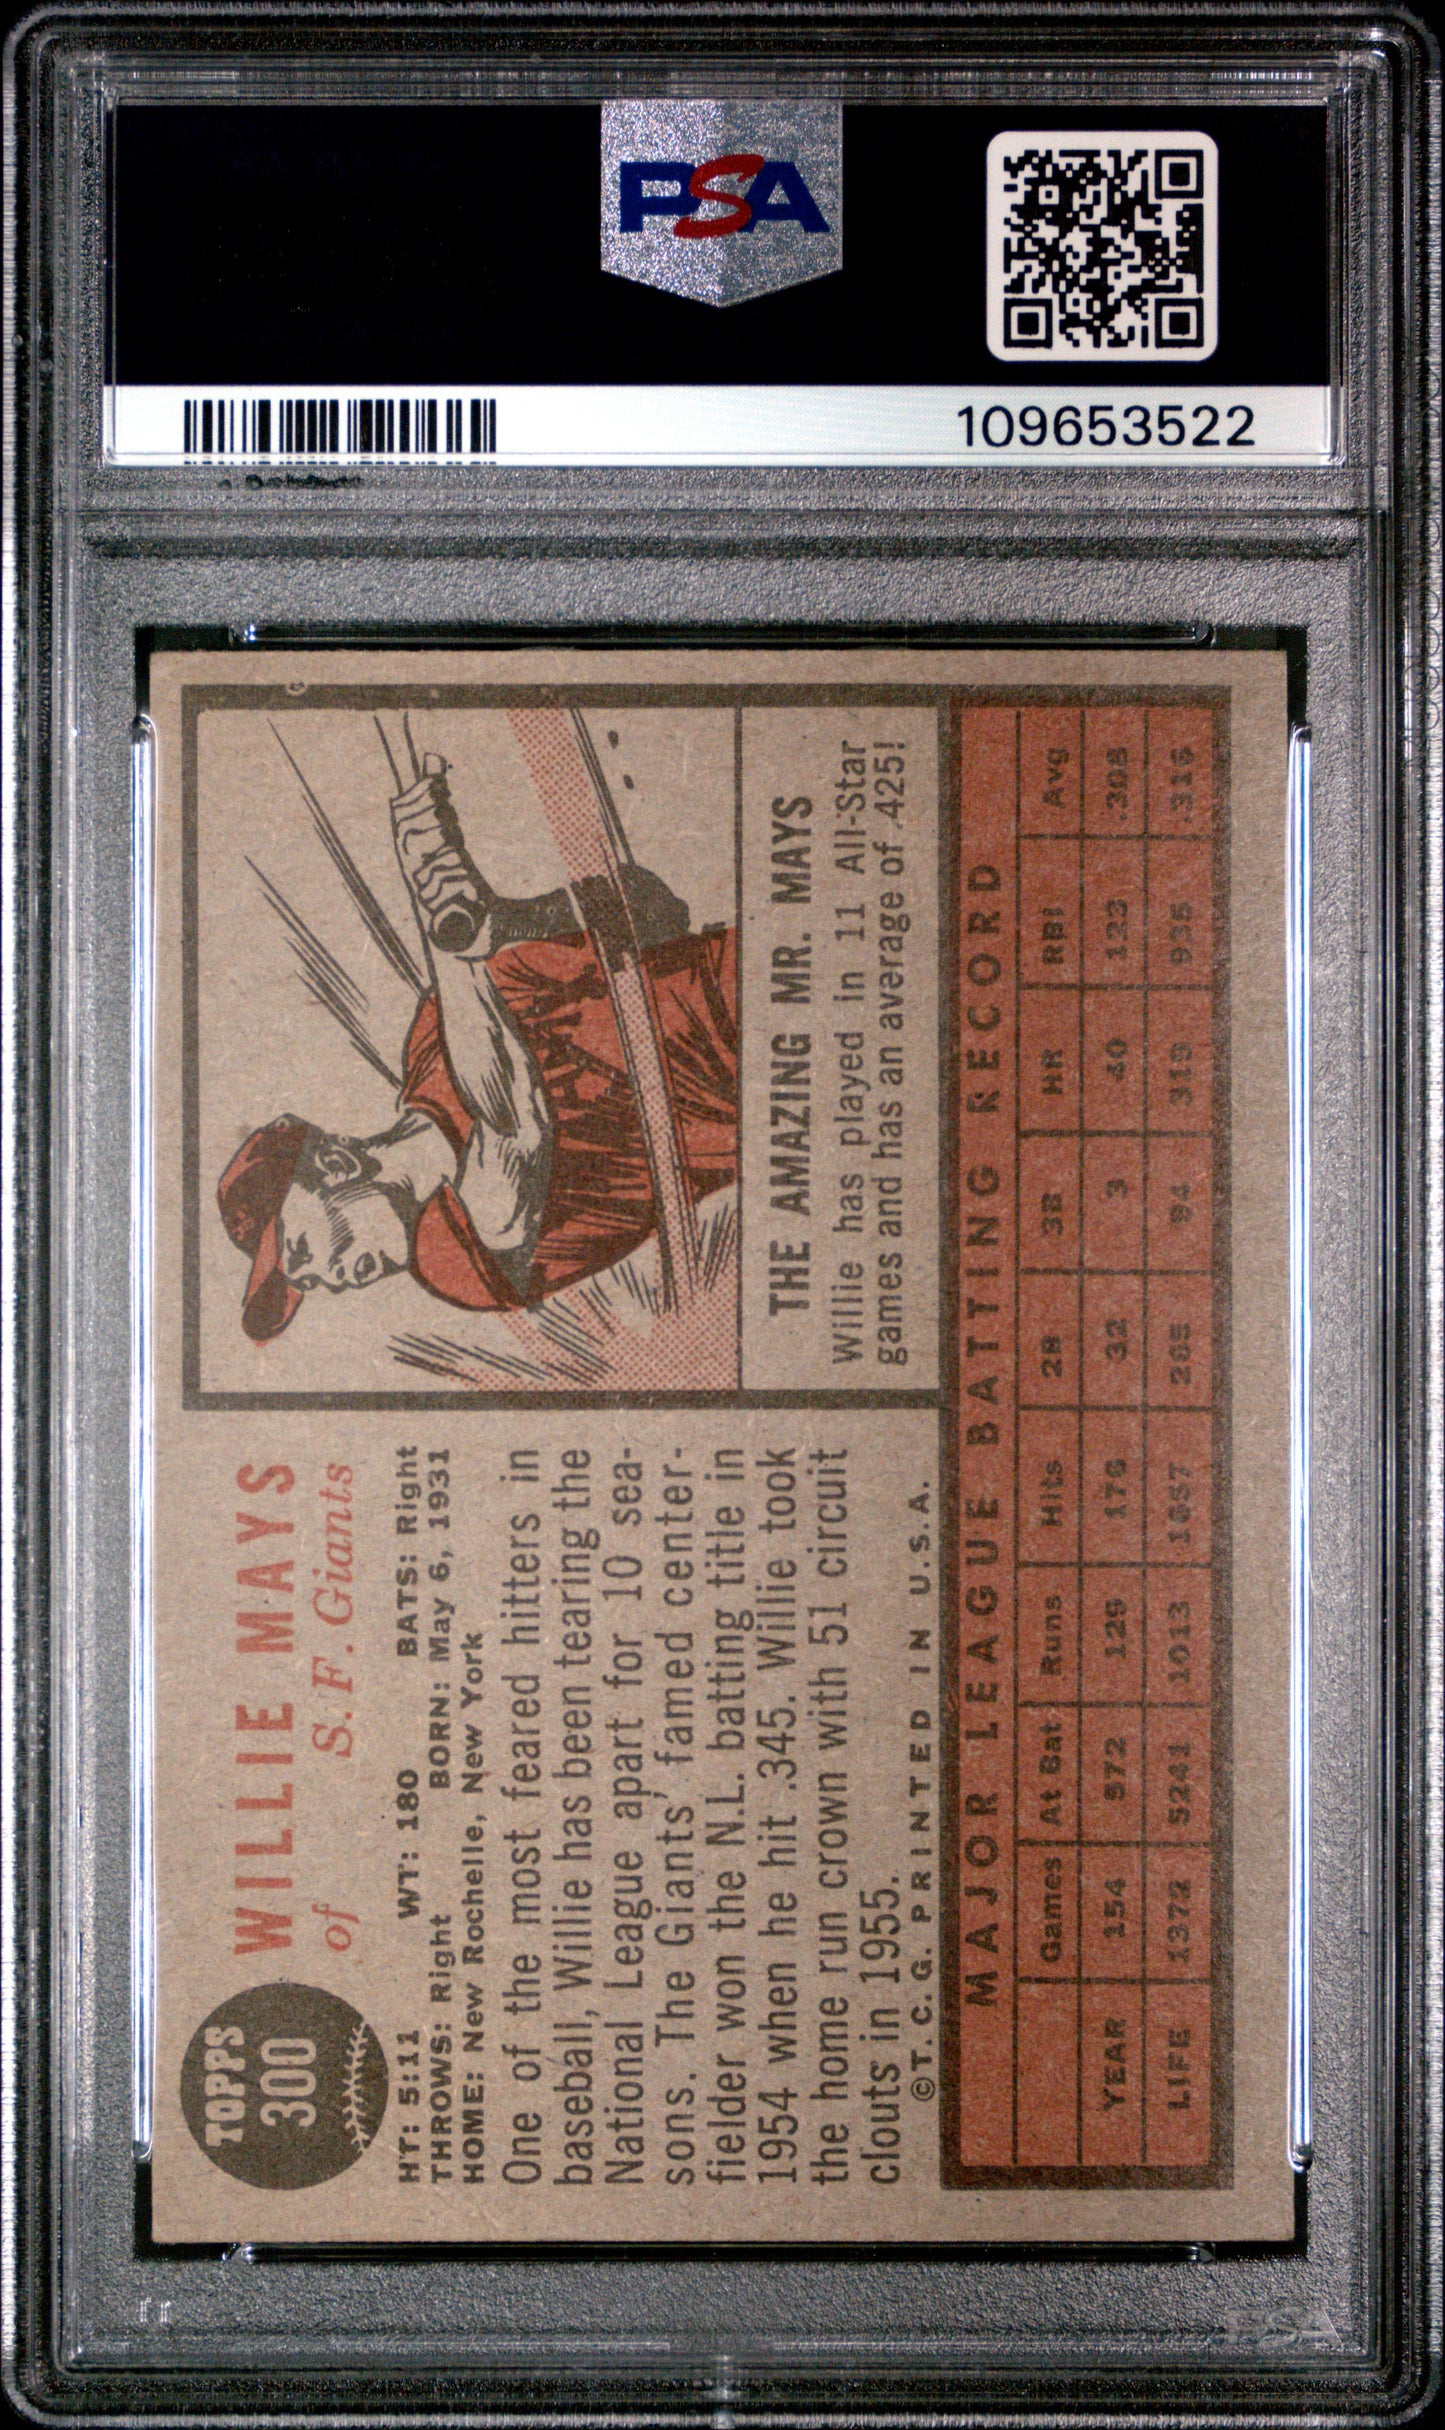 PSA
109653522
TOPPS
300
WILLIE MAYS
of S. F. Giants
HT: 5:11 WT: 180 BATS: Right
THROWS: Right BORN: May 6, 1931
HOME: New Rochelle, New York
One of the most feared hitters in
baseball, Willie has been tearing the
National League apart for 10 sea-
sons. The Giants' famed center-
fielder won the N.L. batting title in
1954 when he hit .345. Willie took
the home run crown with 51 circuit
clouts in 1955.
©T. C. G. PRINTED IN U.S.A.
THE AMAZING MR. MAYS
Willie has played in 11 All-Star
games and has an average of .425!
MAJOR LEAGUE BATTING RECORD
Games At Bat Runs Hits 2B 3B HR RBI Avg
YEAR 154 572 129 176 32 3 40 123 .308
LIFE 1372 5241 1013 1657 265 94 319 935 .316
PSA